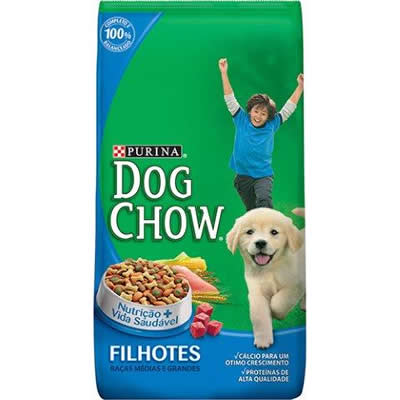 COMPLETO E
100%
BALANCEADO
PURINA
DOG
CHOW
Nutrição +
Vida Saudável
FILHOTES
RAÇAS MÉDIAS E GRANDES
√CÁLCIO PARA UM
ÓTIMO CRESCIMENTO
√PROTEÍNAS DE
ALTA QUALIDADE